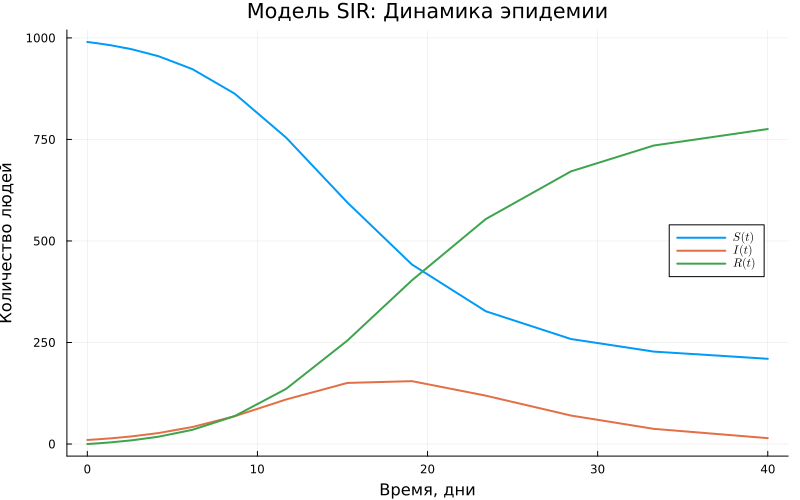 Модель SIR: Динамика эпидемии
Количество людей
1000
750
500
250
0
S(t)
I(t)
R(t)
0 10 20 30 40
Время, дни